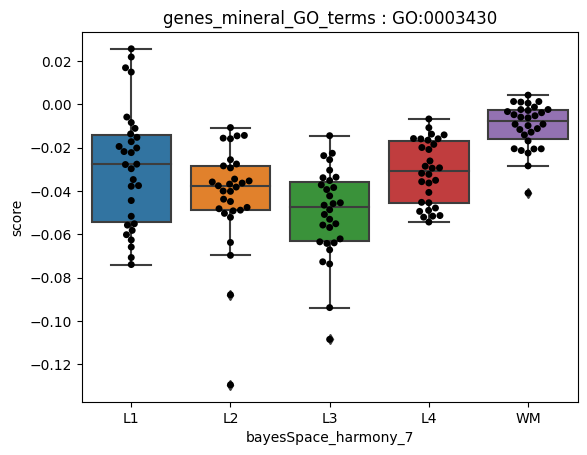 genes_mineral_GO_terms : GO:0003430
0.02
0.00
−0.02
−0.04
−0.06
−0.08
−0.10
−0.12
score
L1 L2 L3 L4 WM
bayesSpace_harmony_7